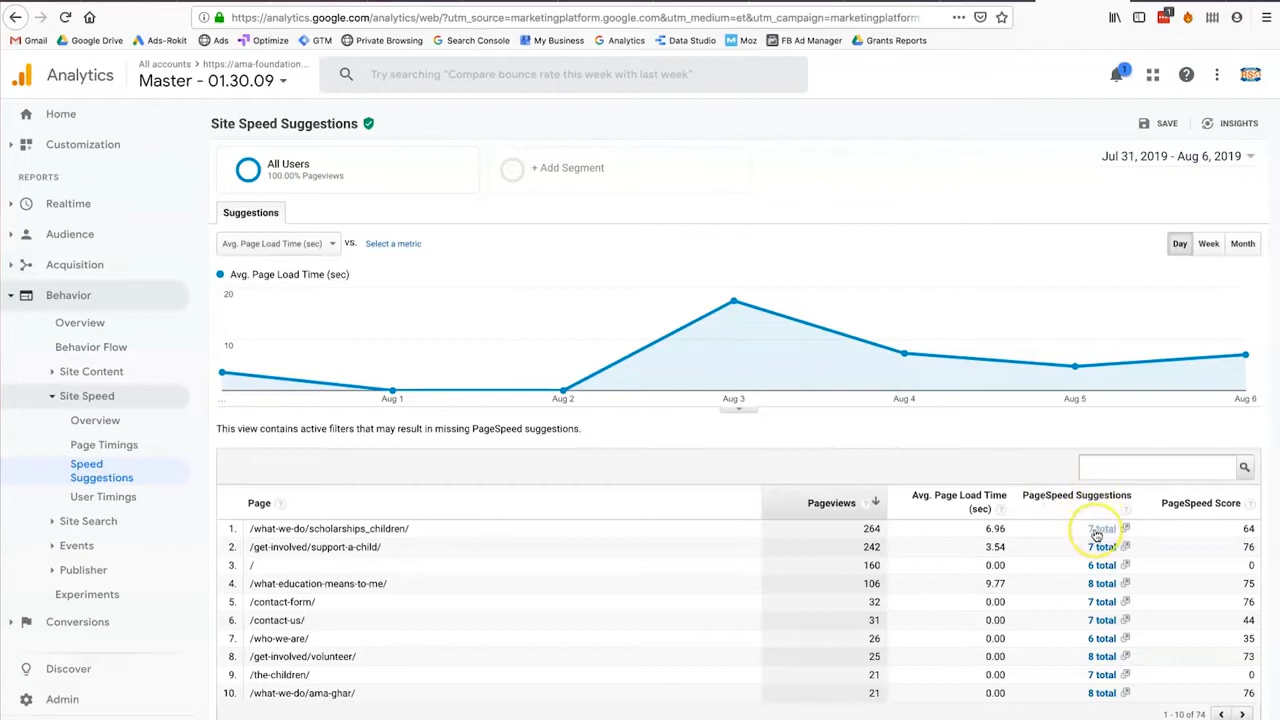 https://analytics.google.com/analytics/web/?utm_source=marketingplatform.google.com&utm_medium=et&utm_campaign=marketingplatform.
Gmail Google Drive Ads-Rokit Ads Optimize GTM Private Browsing Search Console My Business Analytics Data Studio Moz FB Ad Manager Grants Reports
Analytics
All accounts > https://ama-foundation...
Master - 01.30.09
Try searching "Compare bounce rate this week with last week"
1
Home
Customization
REPORTS
Realtime
Audience
Acquisition
Behavior
Overview
Behavior Flow
Site Content
Site Speed
Overview
Page Timings
Speed
Suggestions
User Timings
Site Search
Events
Publisher
Experiments
Conversions
Discover
Admin
Site Speed Suggestions
SAVE INSIGHTS
All Users
100.00% Pageviews
+ Add Segment
Jul 31, 2019 - Aug 6, 2019
Suggestions
Avg. Page Load Time (sec) VS. Select a metric
Day Week Month
Avg. Page Load Time (sec)
20
10
... Aug 1 Aug 2 Aug 3 Aug 4 Aug 5 Aug 6
This view contains active filters that may result in missing PageSpeed suggestions.
Page ? Pageviews ? Avg. Page Load Time (sec) ? PageSpeed Suggestions ? PageSpeed Score ?
1. /what-we-do/scholarships_children/ 264 6.96 7 total 64
2. /get-involved/support-a-child/ 242 3.54 7 total 76
3. / 160 0.00 6 total 0
4. /what-education-means-to-me/ 106 9.77 8 total 75
5. /contact-form/ 32 0.00 7 total 76
6. /contact-us/ 31 0.00 7 total 44
7. /who-we-are/ 26 0.00 6 total 35
8. /get-involved/volunteer/ 25 0.00 8 total 73
9. /the-children/ 21 0.00 7 total 0
10. /what-we-do/ama-ghar/ 21 0.00 8 total 76
1 - 10 of 74